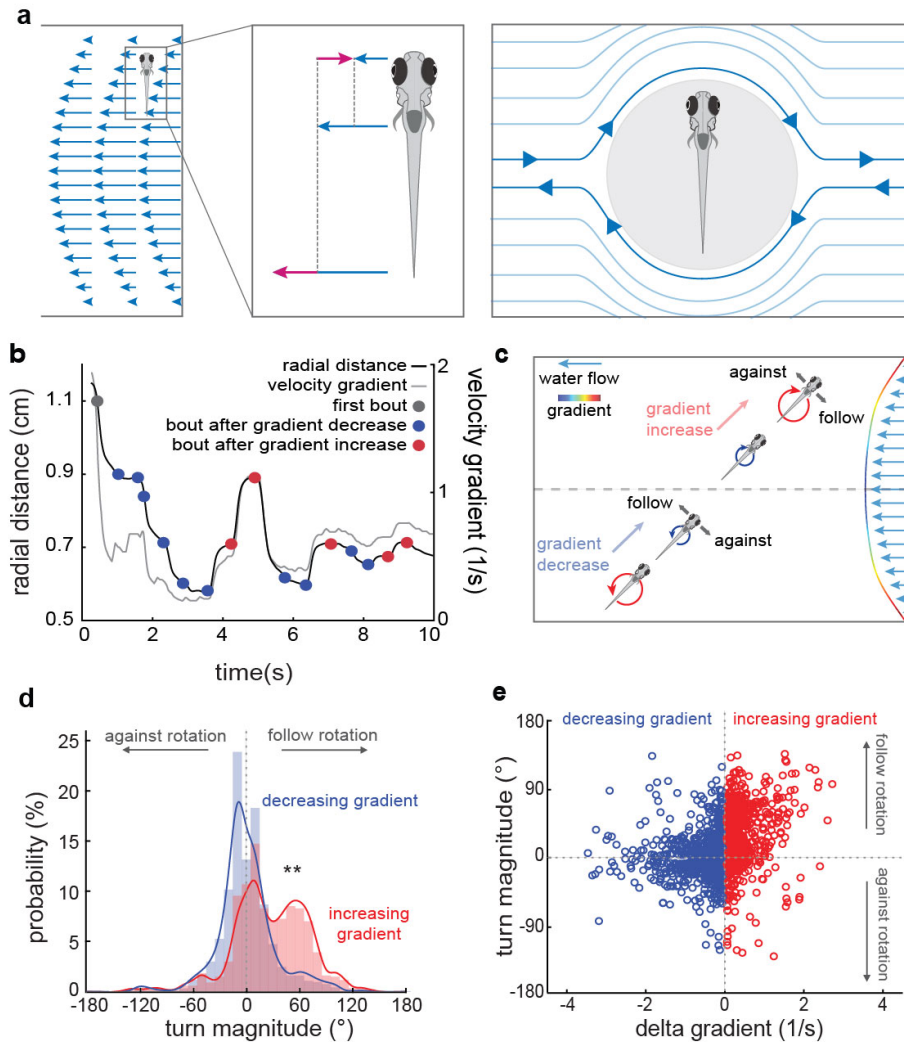 a
b
radial distance
velocity gradient
first bout
bout after gradient decrease
bout after gradient increase
radial distance (cm)
1.1
0.9
0.7
0.5
2
1
0
velocity gradient (1/s)
0 2 4 6 8 10
time(s)
c
water flow
gradient
against
follow
gradient
increase
follow
against
gradient
decrease
d
against rotation
follow rotation
probability (%)
25
20
15
10
5
0
decreasing gradient
**
increasing
gradient
-180 -120 -60 0 60 120 180
turn magnitude (°)
e
decreasing gradient
increasing gradient
turn magnitude (°)
180
90
0
-90
-180
follow rotation
against rotation
-4 -2 0 2 4
delta gradient (1/s)